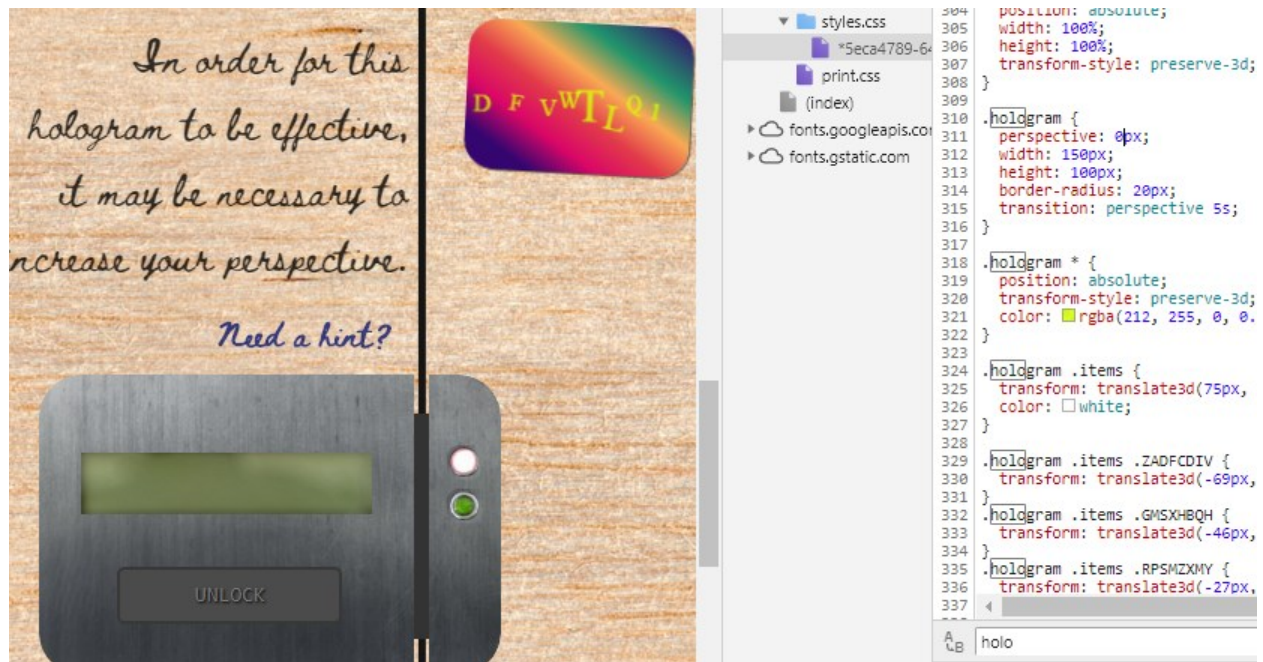 In order for this
hologram to be effective,
it may be necessary to
ncrease your perspective.
Need a hint?
UNLOCK
D F V W T L Q 1
styles.css
*5eca4789-64
print.css
(index)
fonts.googleapis.co
fonts.gstatic.com
304 position: absolute;
305 width: 100%;
306 height: 100%;
307 transform-style: preserve-3d;
308 }
309
310 .hologram {
311 perspective: 0px;
312 width: 150px;
313 height: 100px;
314 border-radius: 20px;
315 transition: perspective 5s;
316 }
317
318 .hologram * {
319 position: absolute;
320 transform-style: preserve-3d;
321 color: rgba(212, 255, 0, 0.
322 }
323
324 .hologram .items {
325 transform: translate3d(75px,
326 color: white;
327 }
328
329 .hologram .items .ZADFCDIV {
330 transform: translate3d(-69px,
331 }
332 .hologram .items .GMSXHBQH {
333 transform: translate3d(-46px,
334 }
335 .hologram .items .RPSMZXMY {
336 transform: translate3d(-27px,
337
A B holo